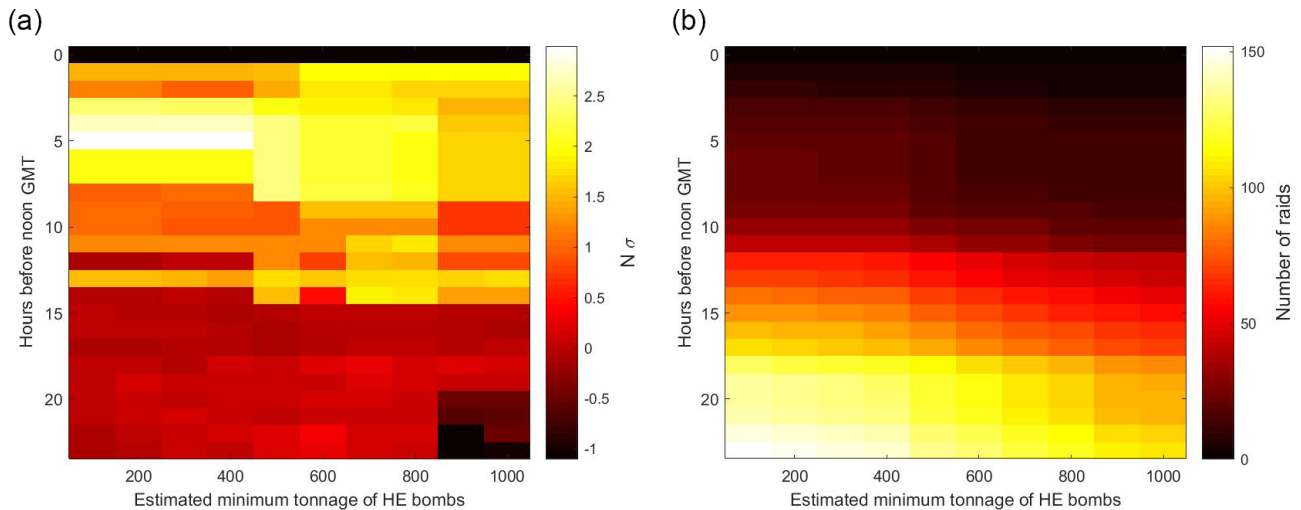 (a)
0
5
10
15
20
Hours before noon GMT
200 400 600 800 1000
Estimated minimum tonnage of HE bombs
2.5
2
1.5
1
0.5
0
-0.5
-1
N σ
(b)
0
5
10
15
20
Hours before noon GMT
200 400 600 800 1000
Estimated minimum tonnage of HE bombs
150
100
50
0
Number of raids